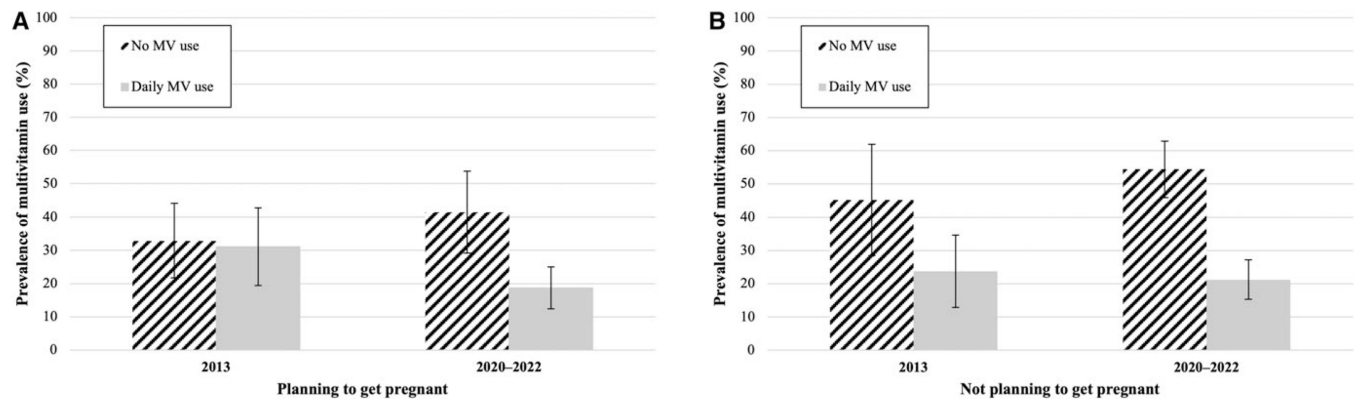 A
Prevalence of multivitamin use (%)
100
90
80
70
60
50
40
30
20
10
0
No MV use
Daily MV use
2013
2020–2022
Planning to get pregnant
B
Prevalence of multivitamin use (%)
100
90
80
70
60
50
40
30
20
10
0
No MV use
Daily MV use
2013
2020–2022
Not planning to get pregnant